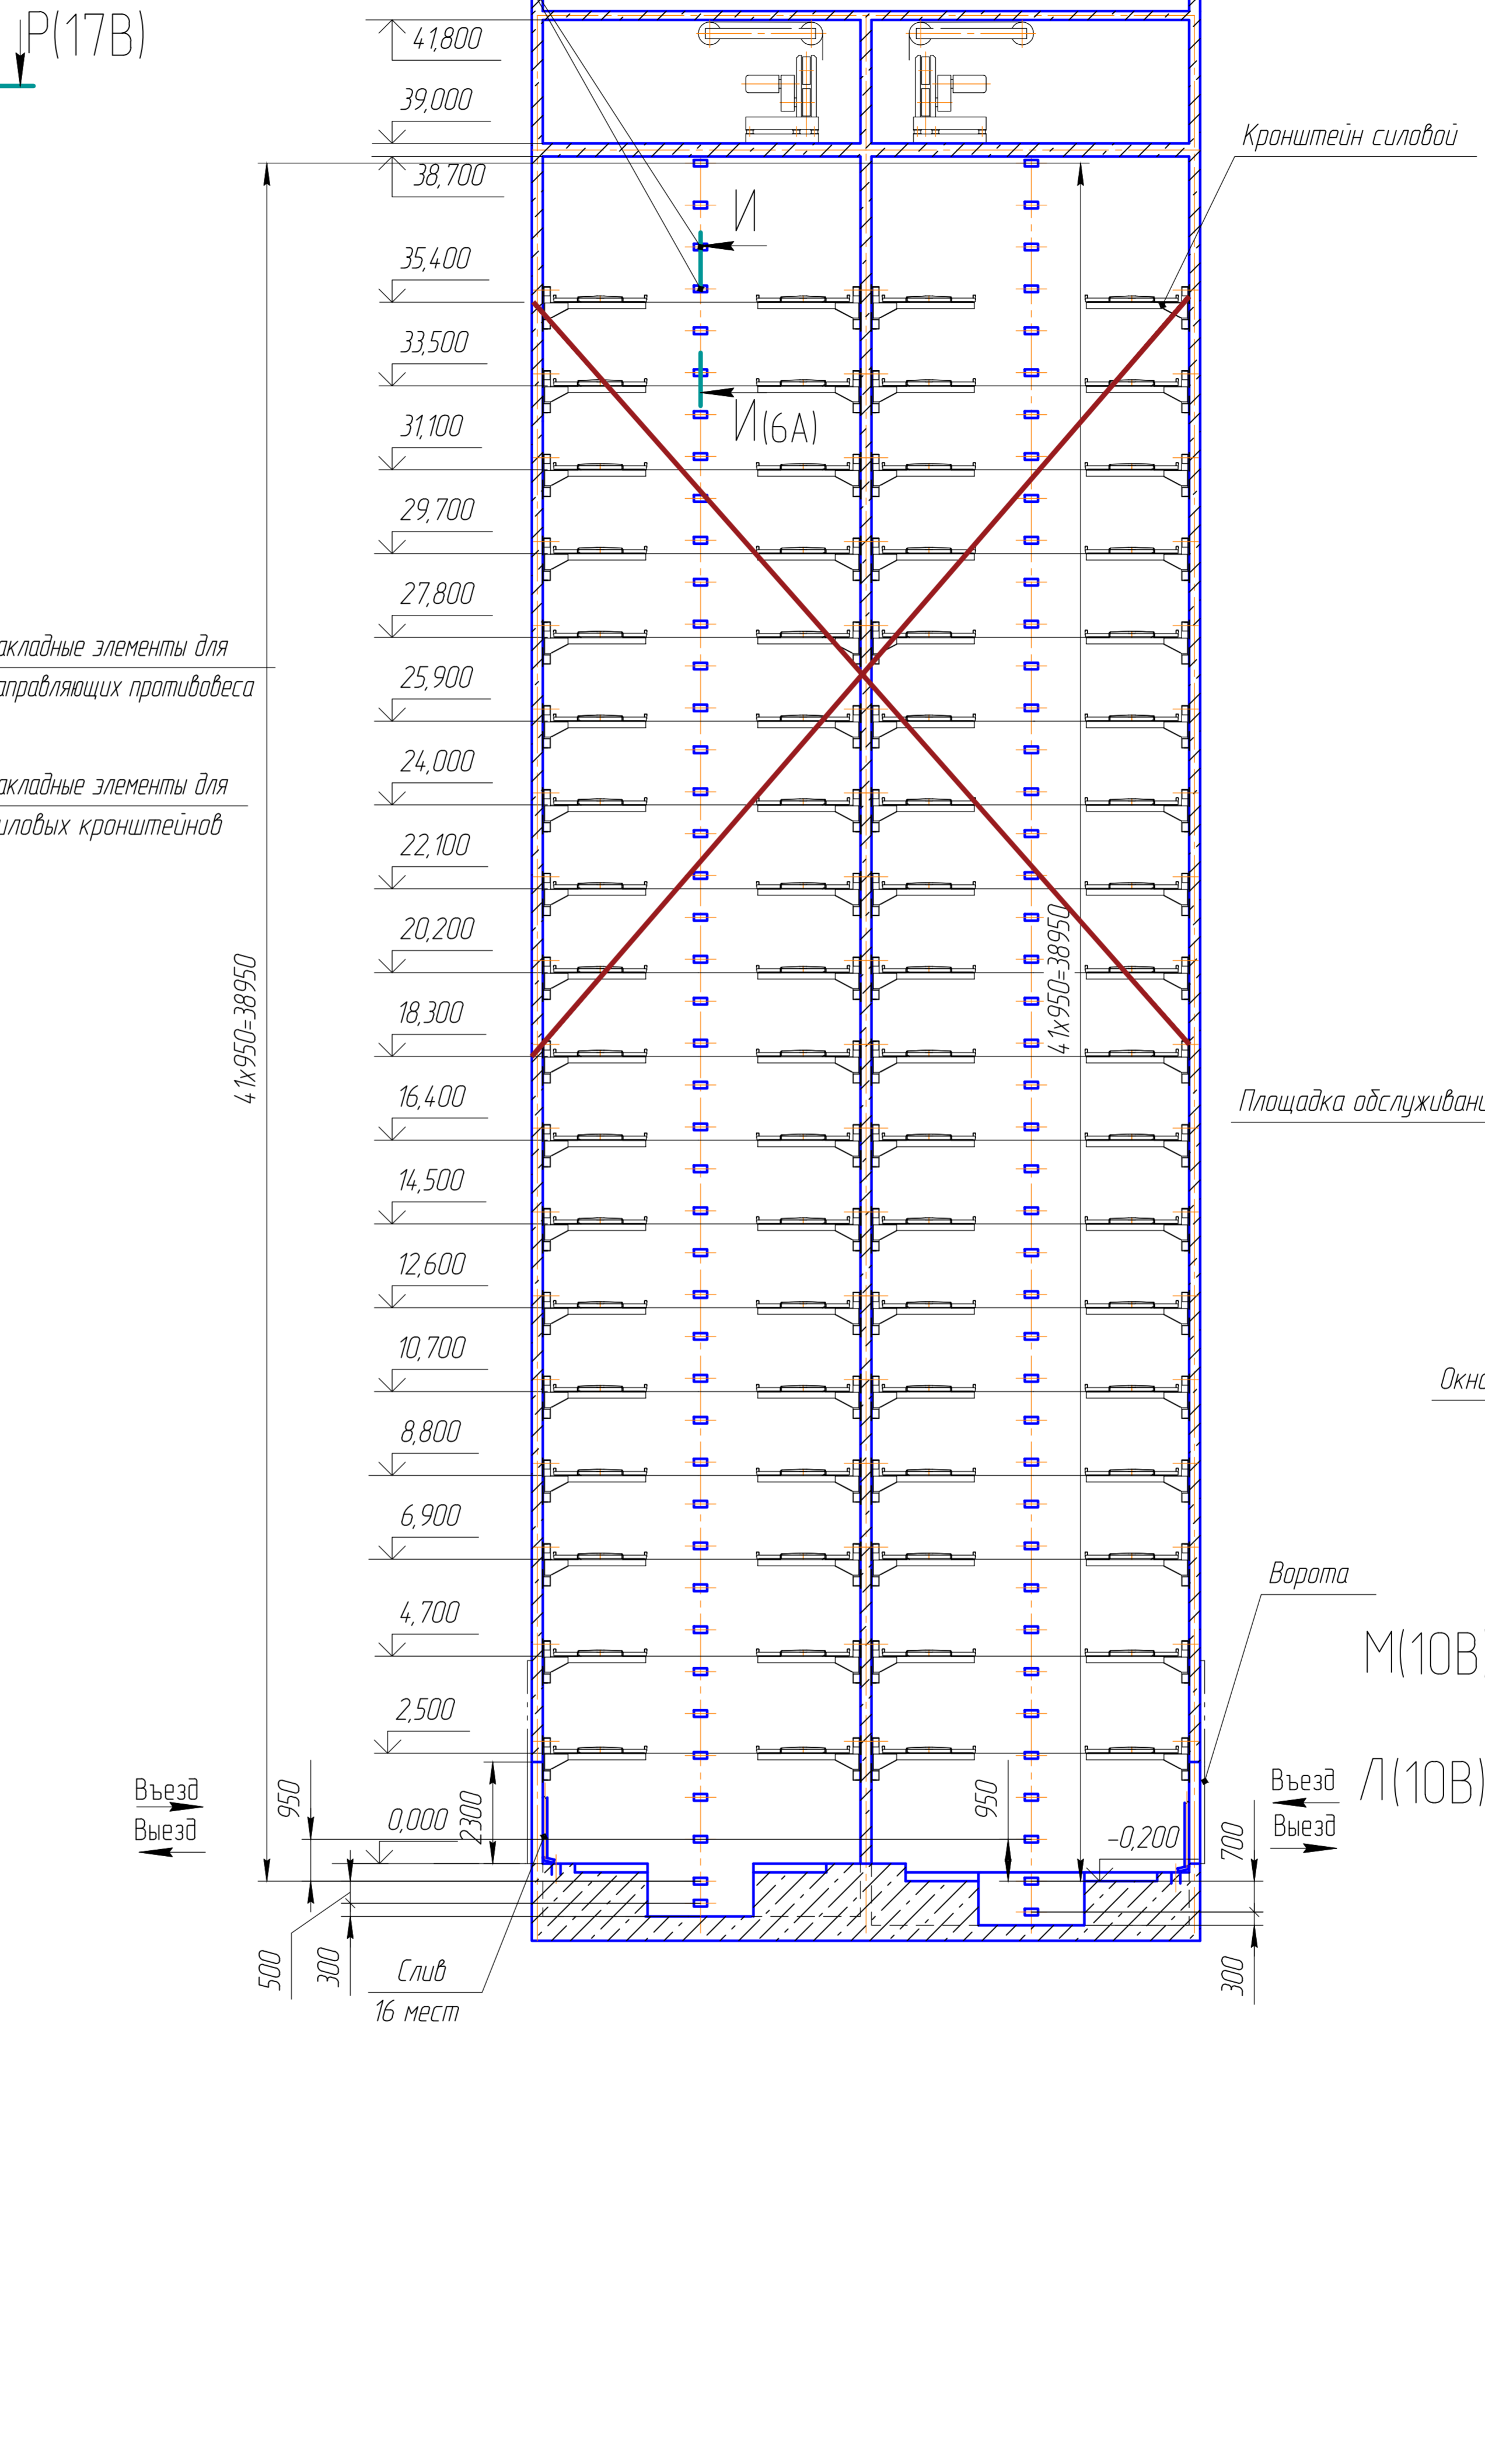 Р(17В)
41,800
39,000
Кронштейн силовой
38,700
И
35,400
33,500
И(6А)
31,100
29,700
27,800
акладные элементы для
аправляющих противовеса
25,900
24,000
акладные элементы для
иловых кронштейнов
22,100
20,200
41x950=38950
41x950=38950
18,300
16,400
Площадка обслуживани
14,500
12,600
10,700
Окно
8,800
6,900
Ворота
4,700
М(10В)
2,500
Въезд
Выезд
950
0,000
2300
950
-0,200
700
Въезд
Выезд
Л(10В)
500
300
Слив
16 мест
300